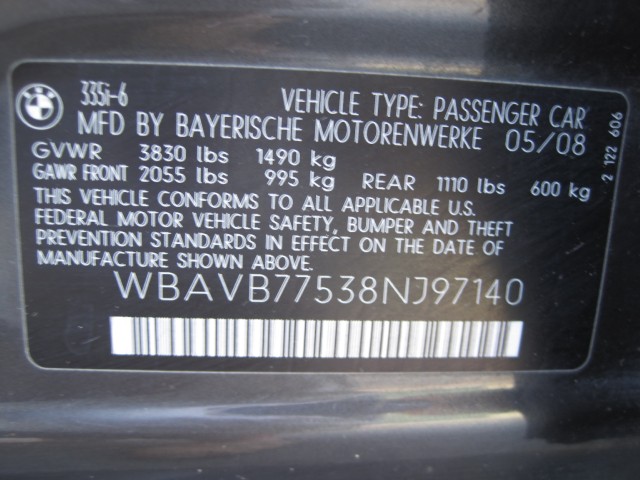 335i-6
VEHICLE TYPE: PASSENGER CAR
MFD BY BAYERISCHE MOTORENWERKE 05/08
GVWR 3830 lbs 1490 kg
GAWR FRONT 2055 lbs 995 kg REAR 1110 lbs 600 kg
THIS VEHICLE CONFORMS TO ALL APPLICABLE U.S.
FEDERAL MOTOR VEHICLE SAFETY, BUMPER AND THEFT
PREVENTION STANDARDS IN EFFECT ON THE DATE OF
MANUFACTURE SHOWN ABOVE.
WBAVB77538NJ97140
2 122 606